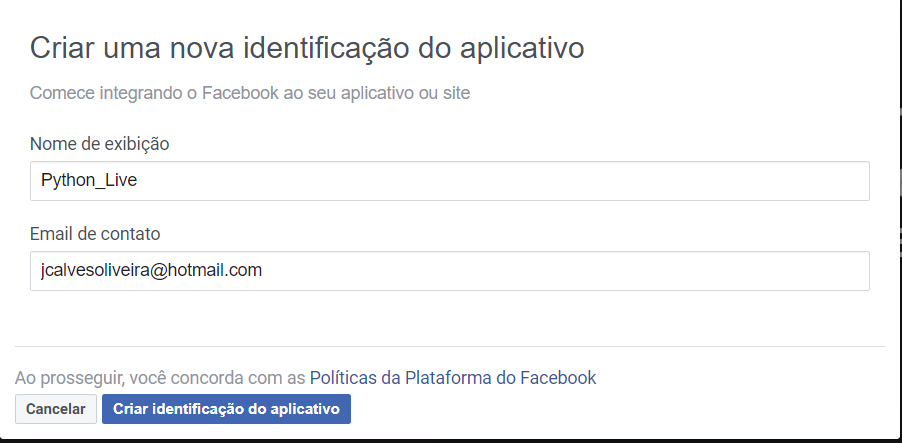 Criar uma nova identificação do aplicativo
Comece integrando o Facebook ao seu aplicativo ou site
Nome de exibição
Python_Live
Email de contato
jcalvesoliveira@hotmail.com
Ao prosseguir, você concorda com as Políticas da Plataforma do Facebook
Cancelar Criar identificação do aplicativo